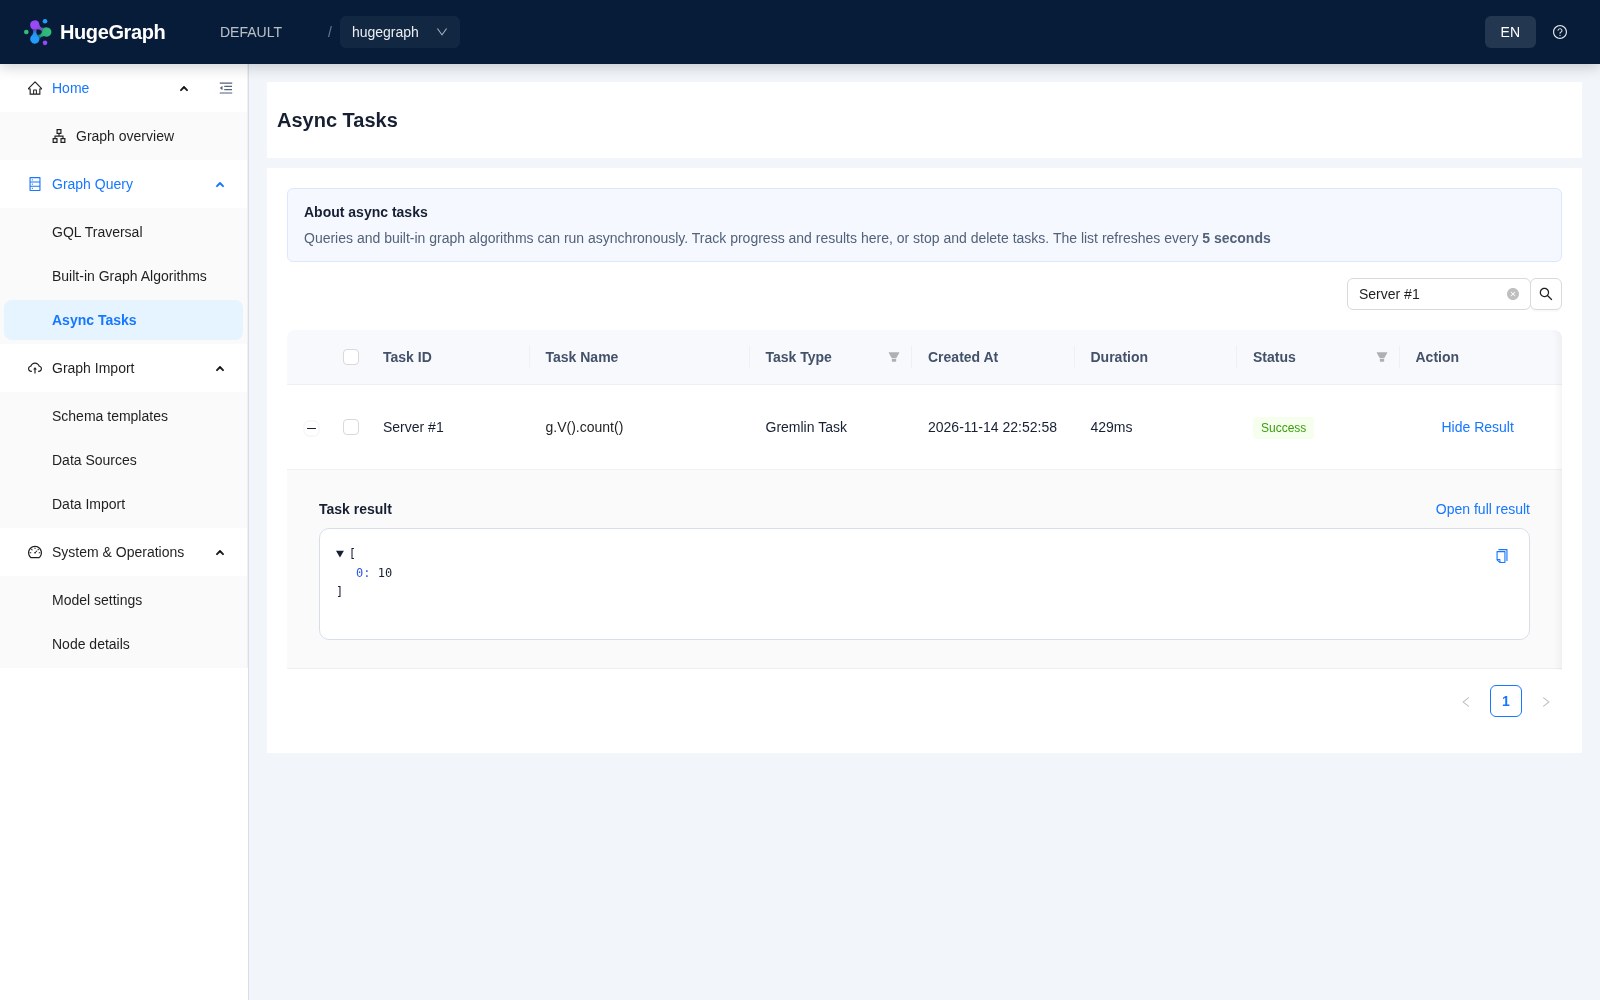 HugeGraph
DEFAULT / hugegraph
EN
Home
Graph overview
Graph Query
GQL Traversal
Built-in Graph Algorithms
Async Tasks
Graph Import
Schema templates
Data Sources
Data Import
System & Operations
Model settings
Node details
Async Tasks
About async tasks
Queries and built-in graph algorithms can run asynchronously. Track progress and results here, or stop and delete tasks. The list refreshes every 5 seconds
Server #1
Task ID Task Name Task Type Created At Duration Status Action
Server #1 g.V().count() Gremlin Task 2026-11-14 22:52:58 429ms Success Hide Result
Task result Open full result
[
0: 10
]
1